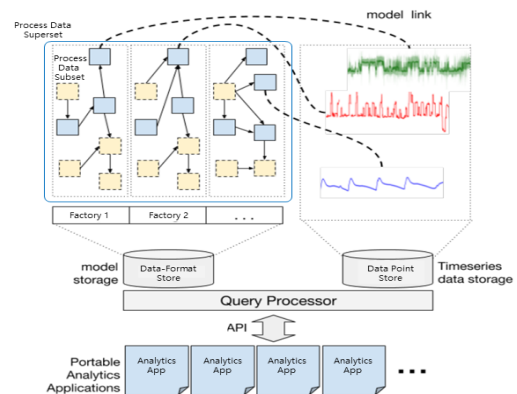 model link
Process Data
Superset
Process
Data
Subset
Factory 1
Factory 2
. . .
model
storage
Data-Format
Store
Data Point
Store
Timeseries
data storage
Query Processor
API
Portable
Analytics
Applications
Analytics
App
Analytics
App
Analytics
App
Analytics
App
...